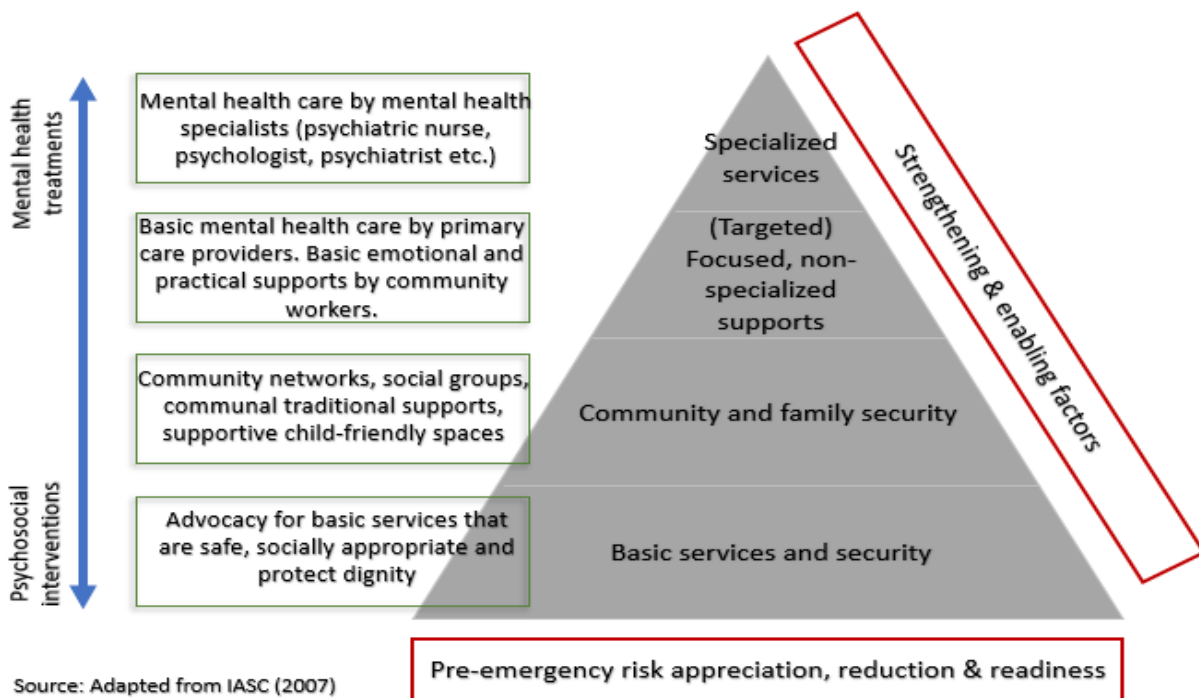 Mental health
treatments
Psychosocial
interventions
Mental health care by mental health
specialists (psychiatric nurse,
psychologist, psychiatrist etc.)
Basic mental health care by primary
care providers. Basic emotional and
practical supports by community
workers.
Community networks, social groups,
communal traditional supports,
supportive child-friendly spaces
Advocacy for basic services that
are safe, socially appropriate and
protect dignity
Specialized
services
(Targeted)
Focused, non-
specialized
supports
Community and family security
Basic services and security
Strengthening & enabling factors
Pre-emergency risk appreciation, reduction & readiness
Source: Adapted from IASC (2007)